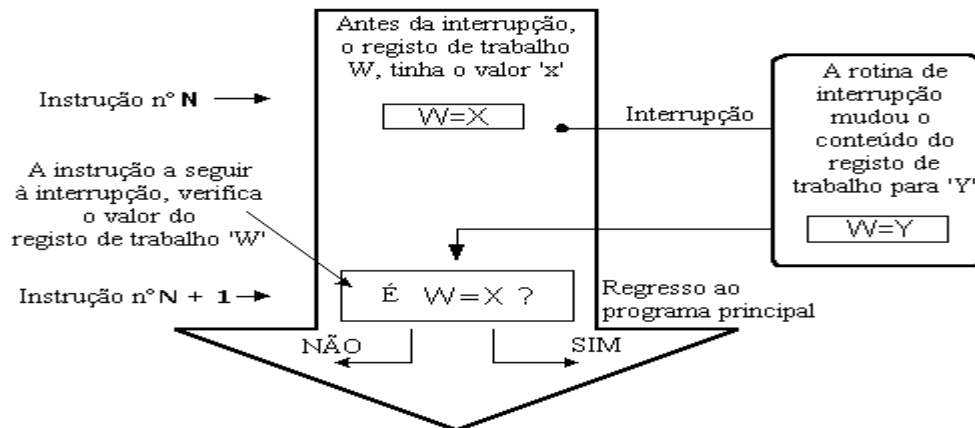 Antes da interrupção,
o registo de trabalho
W, tinha o valor 'x'
Instrução nº N
W=X
Interrupção
A rotina de
interrupção
mudou o
conteúdo do
registo de
trabalho para 'Y'
W=Y
A instrução a seguir
à interrupção, verifica
o valor do
registo de trabalho 'W'
Instrução nº N + 1
É W=X ?
Regresso ao
programa principal
NÃO
SIM